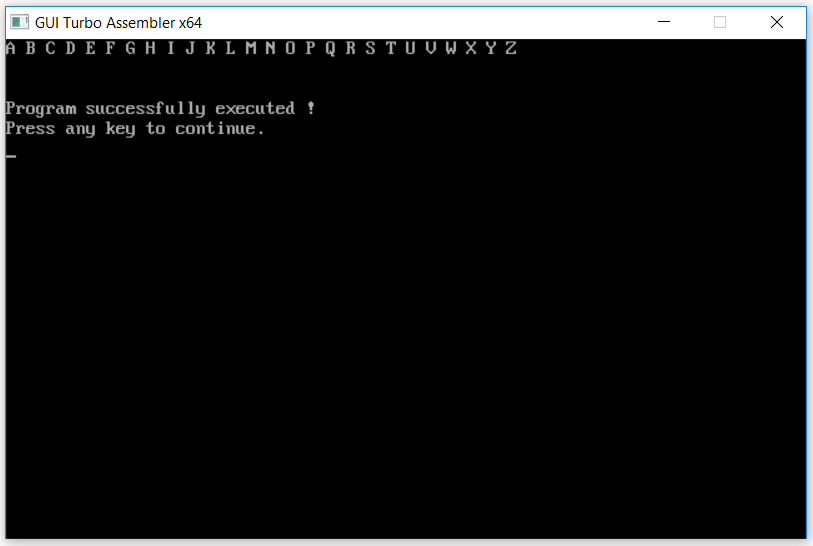 GUI Turbo Assembler x64
A B C D E F G H I J K L M N O P Q R S T U V W X Y Z
Program successfully executed !
Press any key to continue.